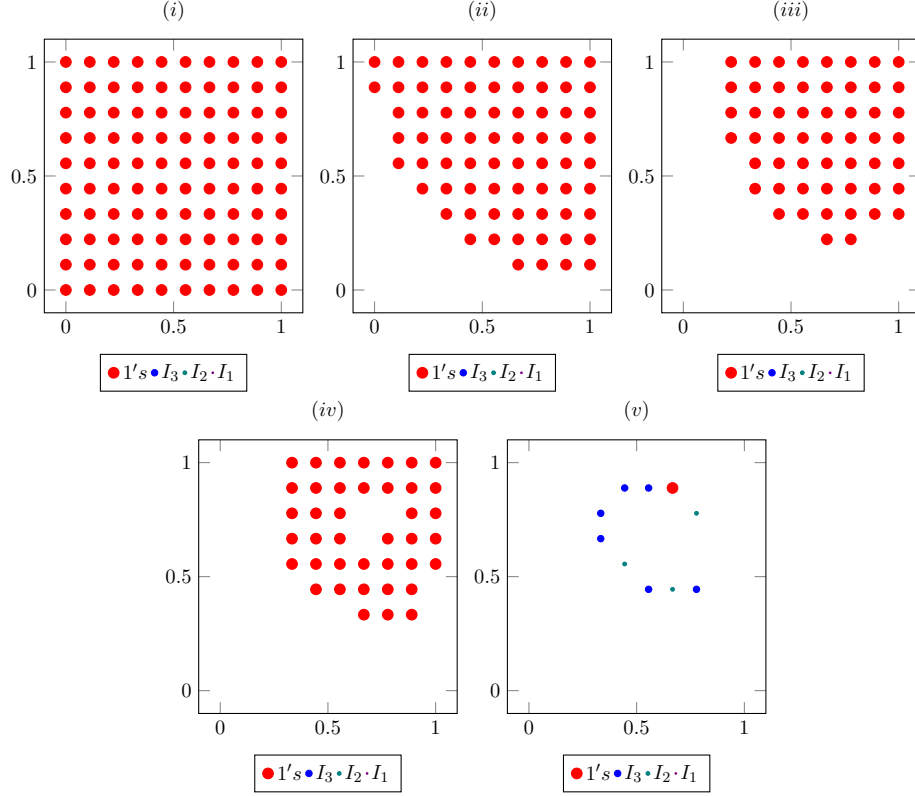 (i) (ii) (iii)
1 1 1
0.5 0.5 0.5
0 0 0
0 0.5 1 0 0.5 1 0 0.5 1
1's I₃ I₂ I₁ 1's I₃ I₂ I₁ 1's I₃ I₂ I₁
(iv) (v)
1 1
0.5 0.5
0 0
0 0.5 1 0 0.5 1
1's I₃ I₂ I₁ 1's I₃ I₂ I₁